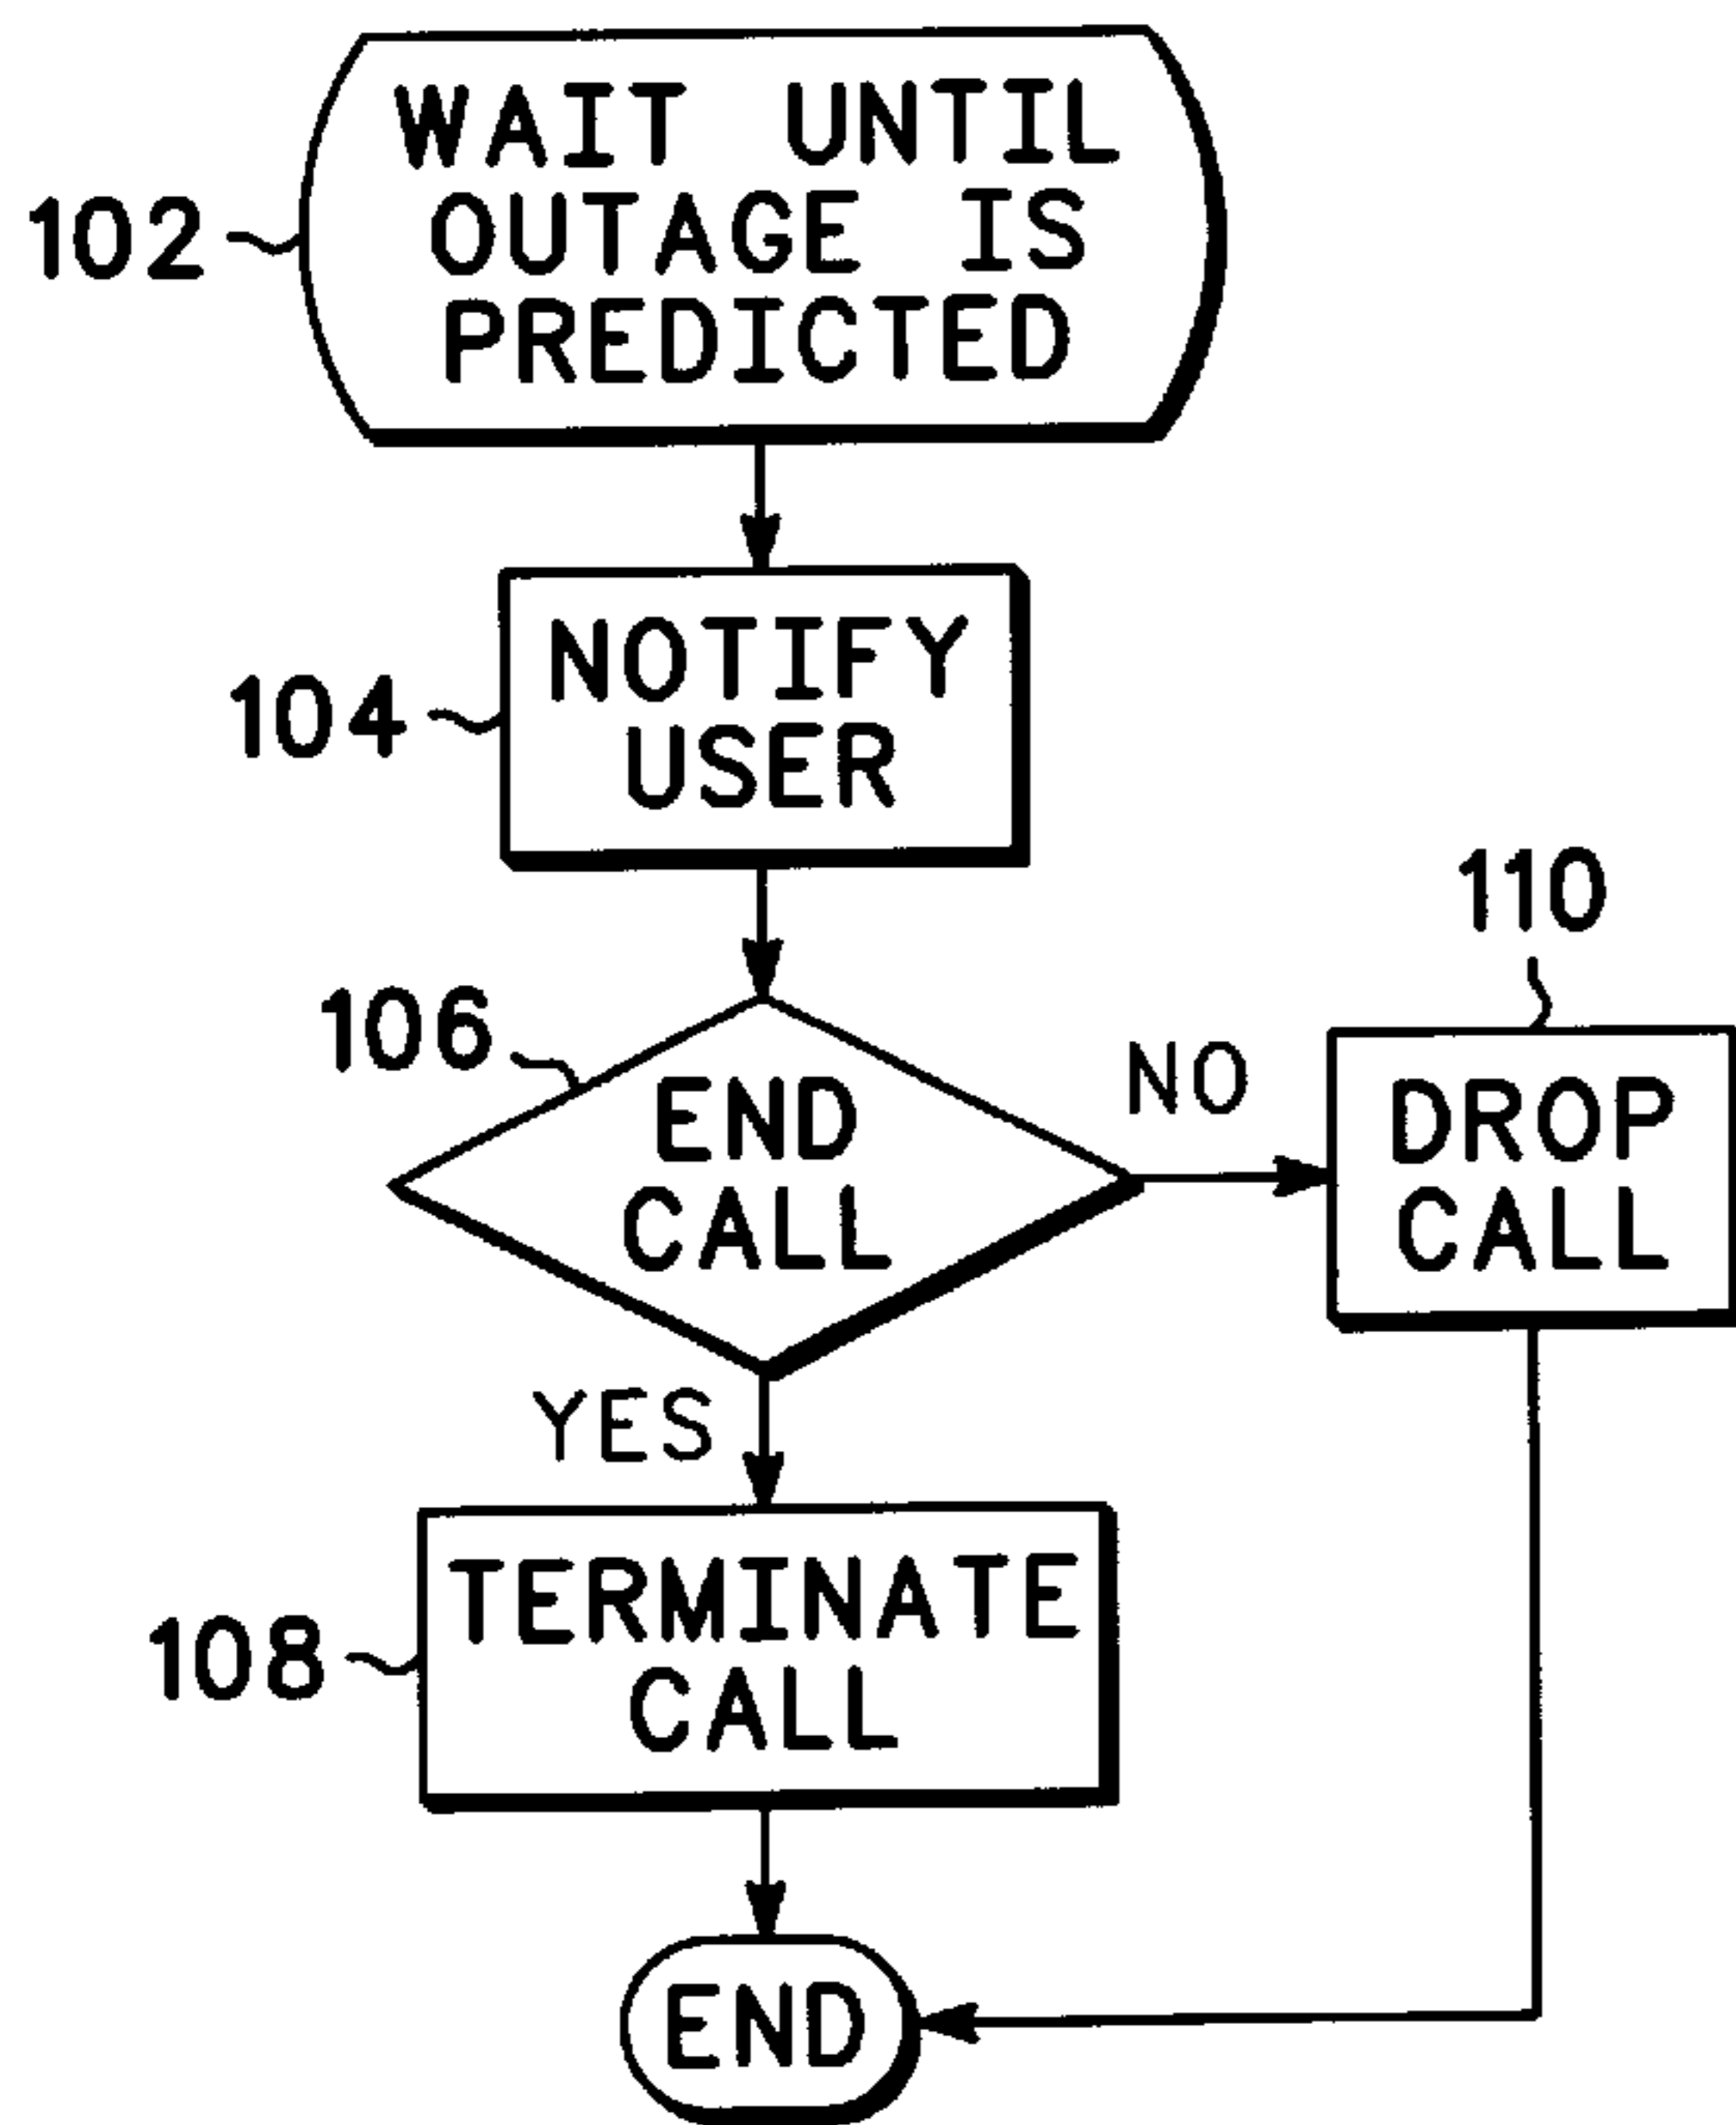 WAIT UNTIL
OUTAGE IS
PREDICTED
102
NOTIFY
USER
104
110
106
END
CALL
NO
DROP
CALL
YES
TERMINATE
CALL
108
END